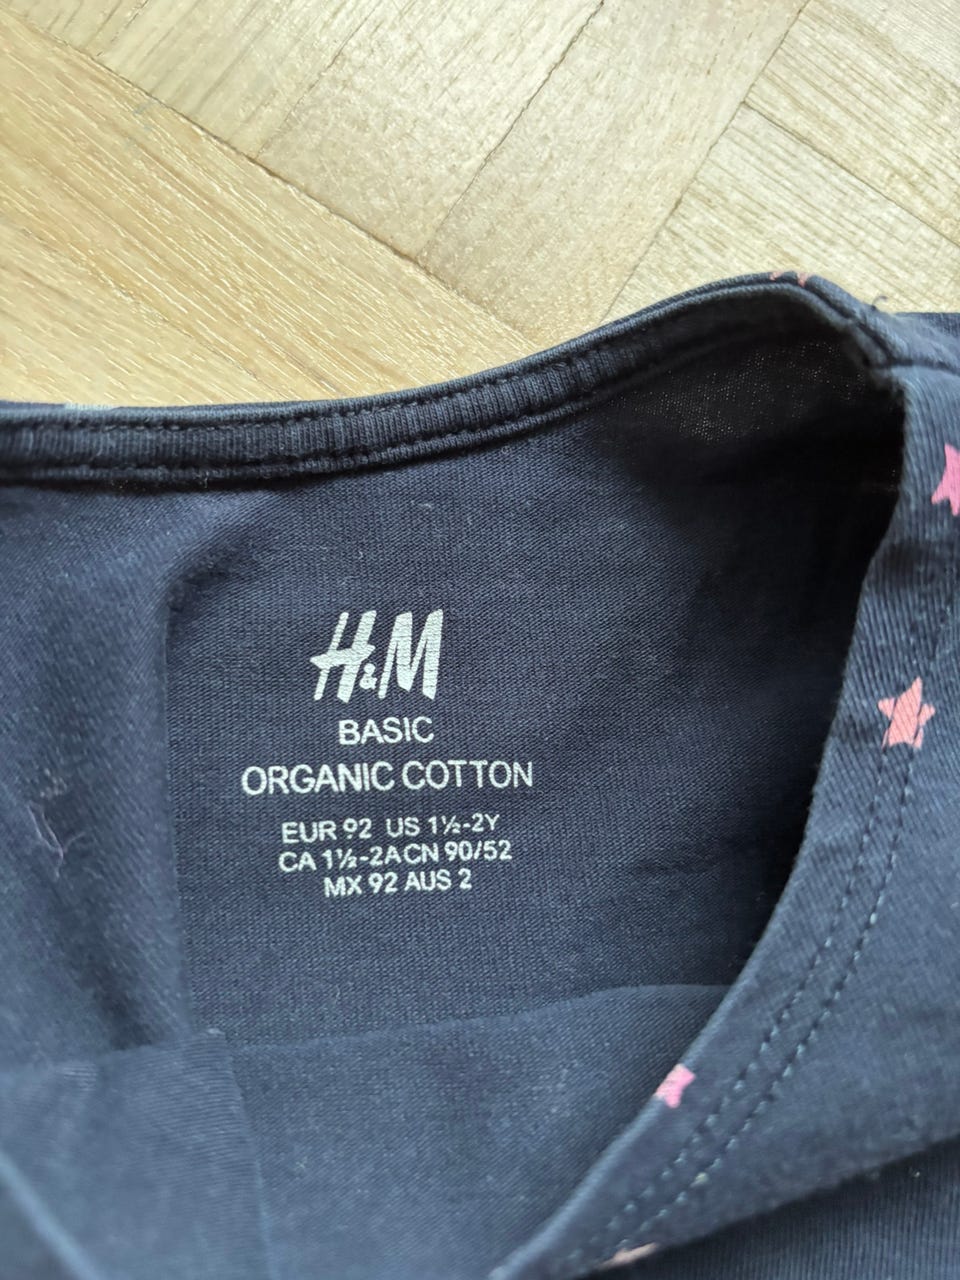 H&M
BASIC
ORGANIC COTTON
EUR 92 US 1½-2Y
CA 1½-2A CN 90/52
MX 92 AUS 2